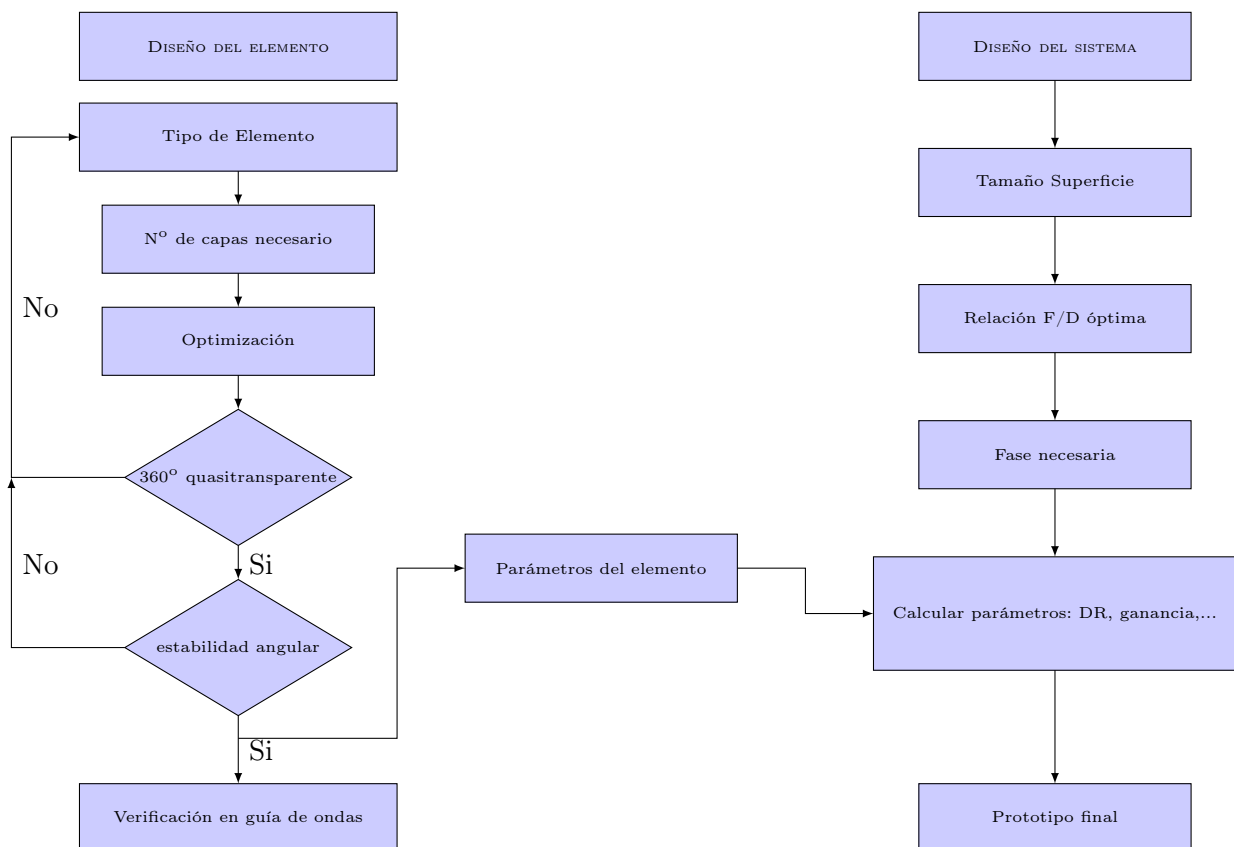 Diseño del elemento
Diseño del sistema
Tipo de Elemento
Tamaño Superficie
Nº de capas necesario
No
Relación F/D óptima
Optimización
360º quasitransparente
Fase necesaria
No
Si
Parámetros del elemento
Calcular parámetros: DR, ganancia,...
estabilidad angular
Si
Verificación en guía de ondas
Prototipo final